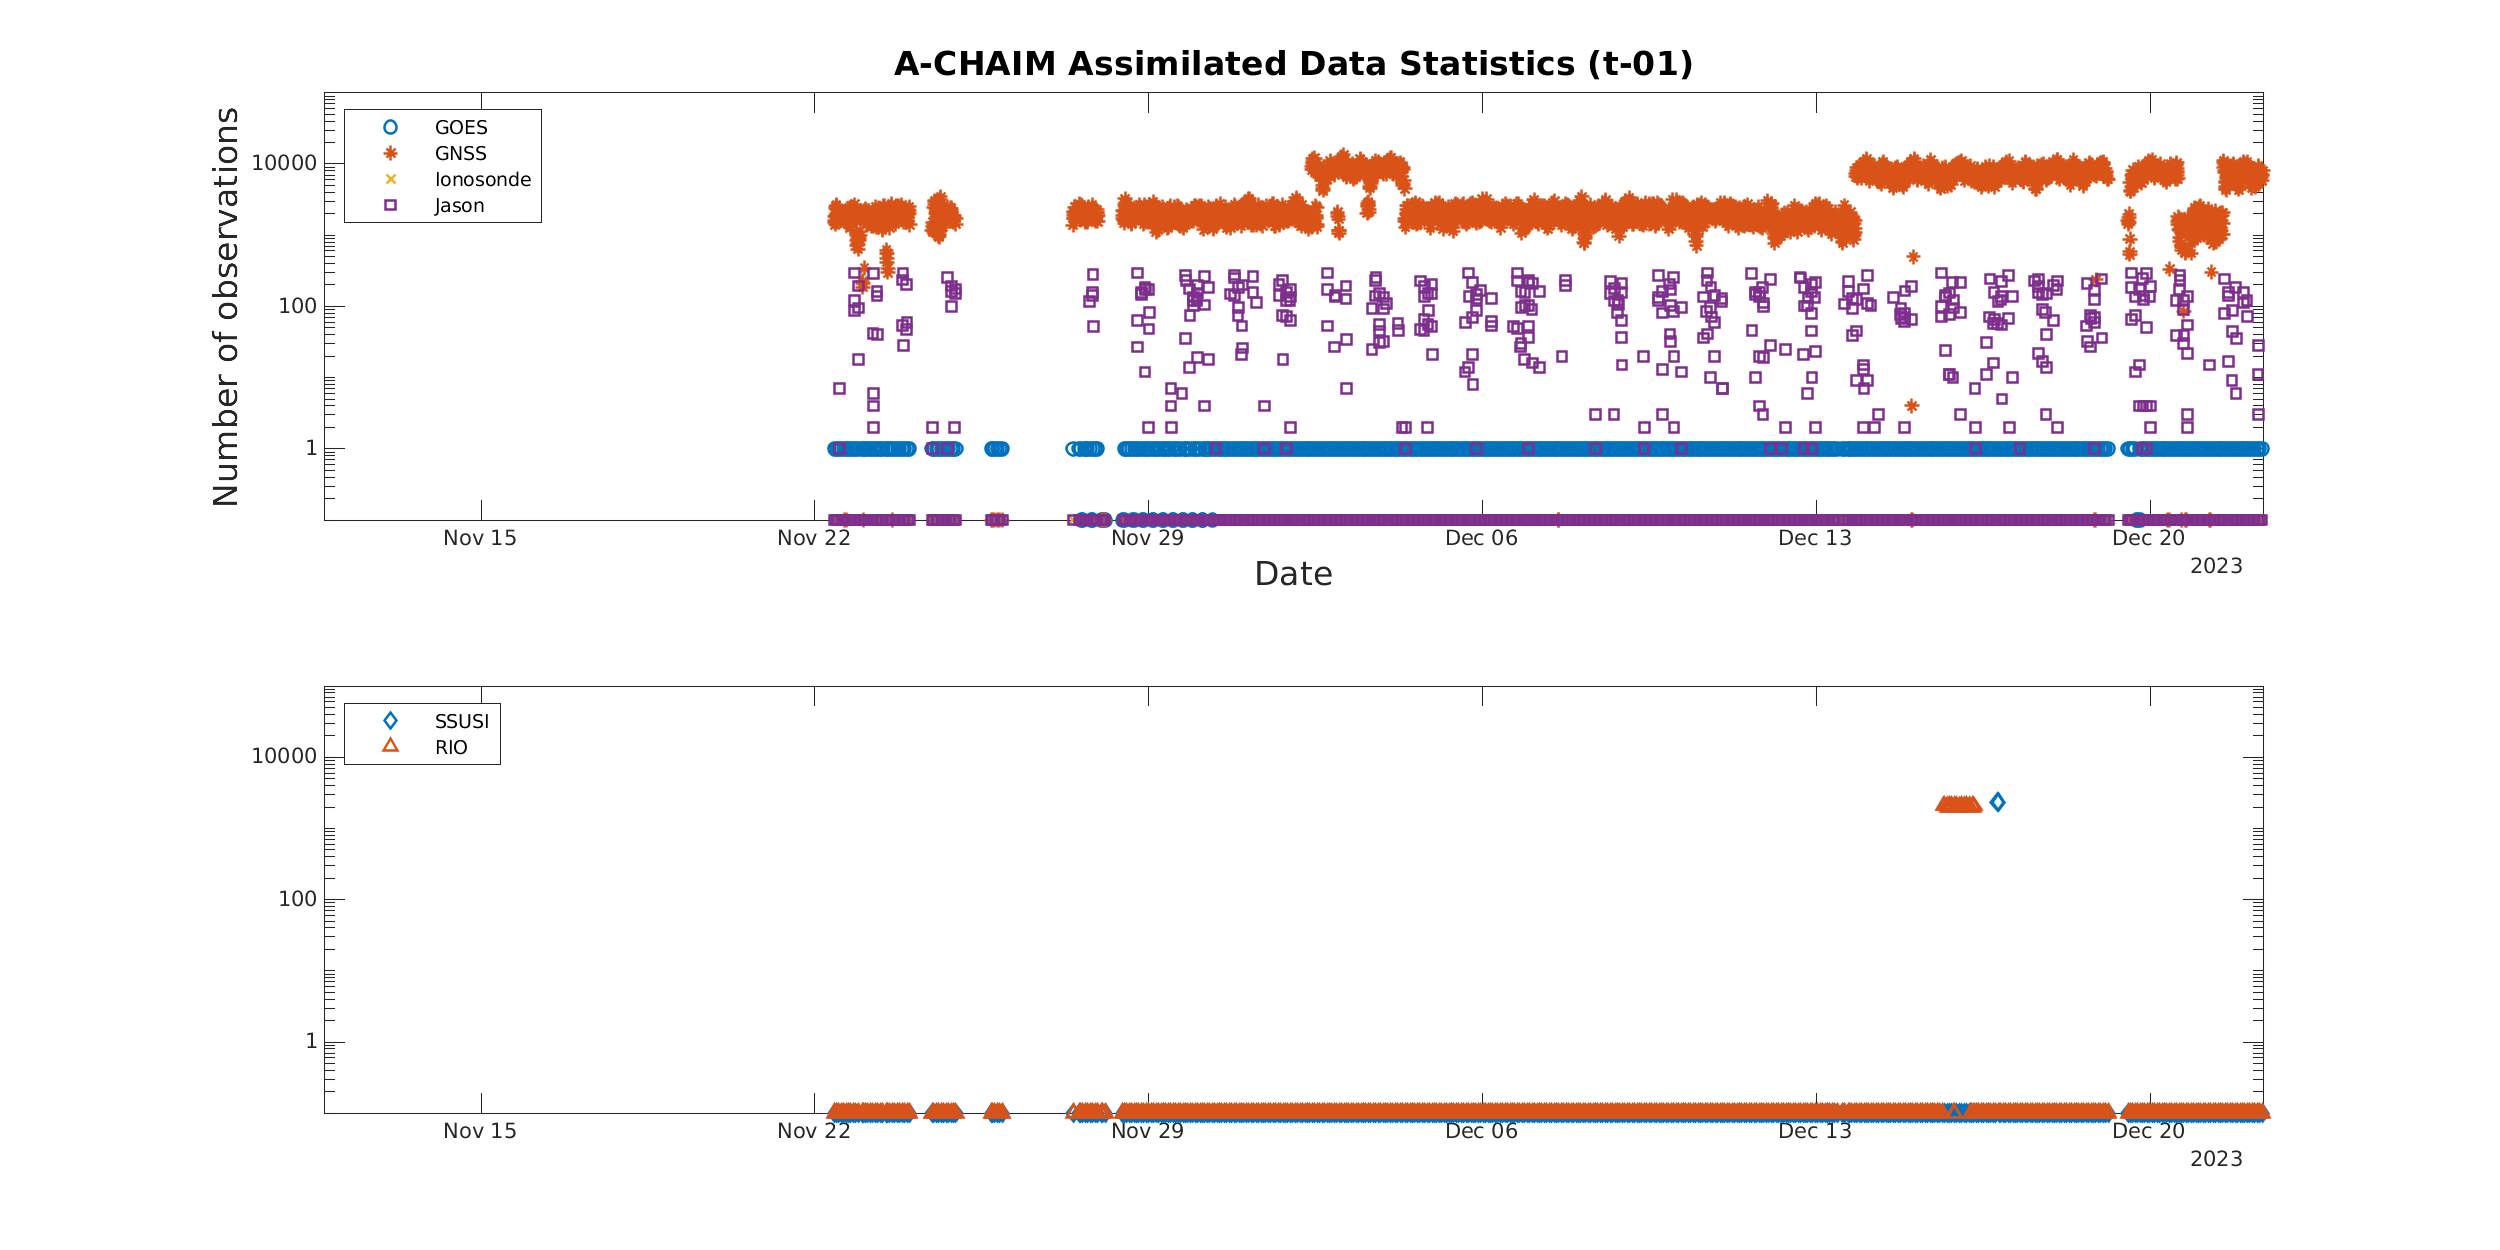 A-CHAIM Assimilated Data Statistics (t-01)
Number of observations
GOES
GNSS
Ionosonde
Jason
10000
100
1
Nov 15 Nov 22 Nov 29 Dec 06 Dec 13 Dec 20
2023
Date
SSUSI
RIO
10000
100
1
Nov 15 Nov 22 Nov 29 Dec 06 Dec 13 Dec 20
2023